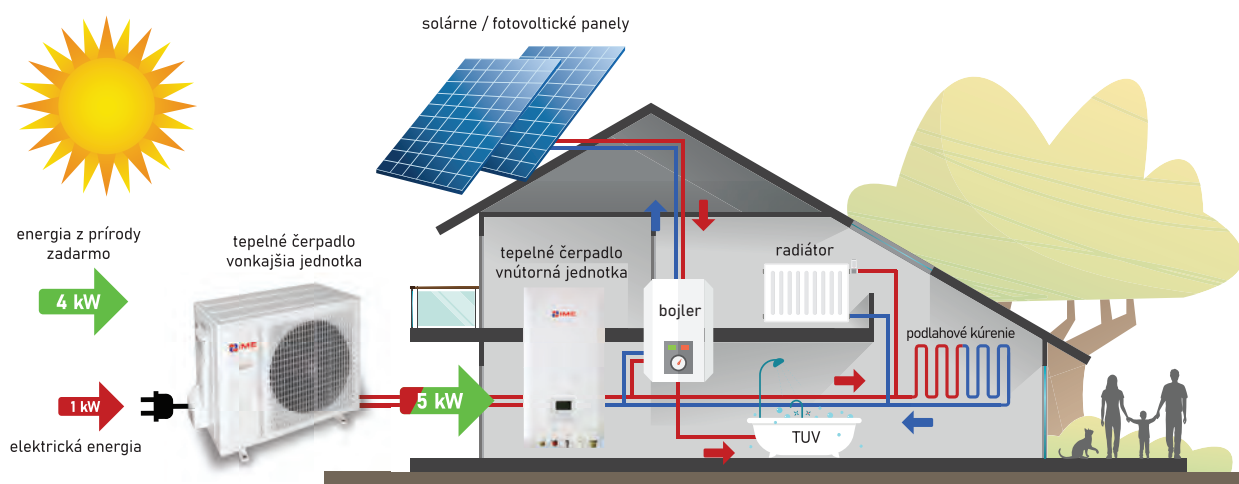 solárne / fotovoltické panely
energia z prírody
zadarmo
4 kW
tepelné čerpadlo
vonkajšia jednotka
IME
1 kW
elektrická energia
5 kW
tepelné čerpadlo
vnútorná jednotka
IME
bojler
radiátor
podlahové kúrenie
TUV